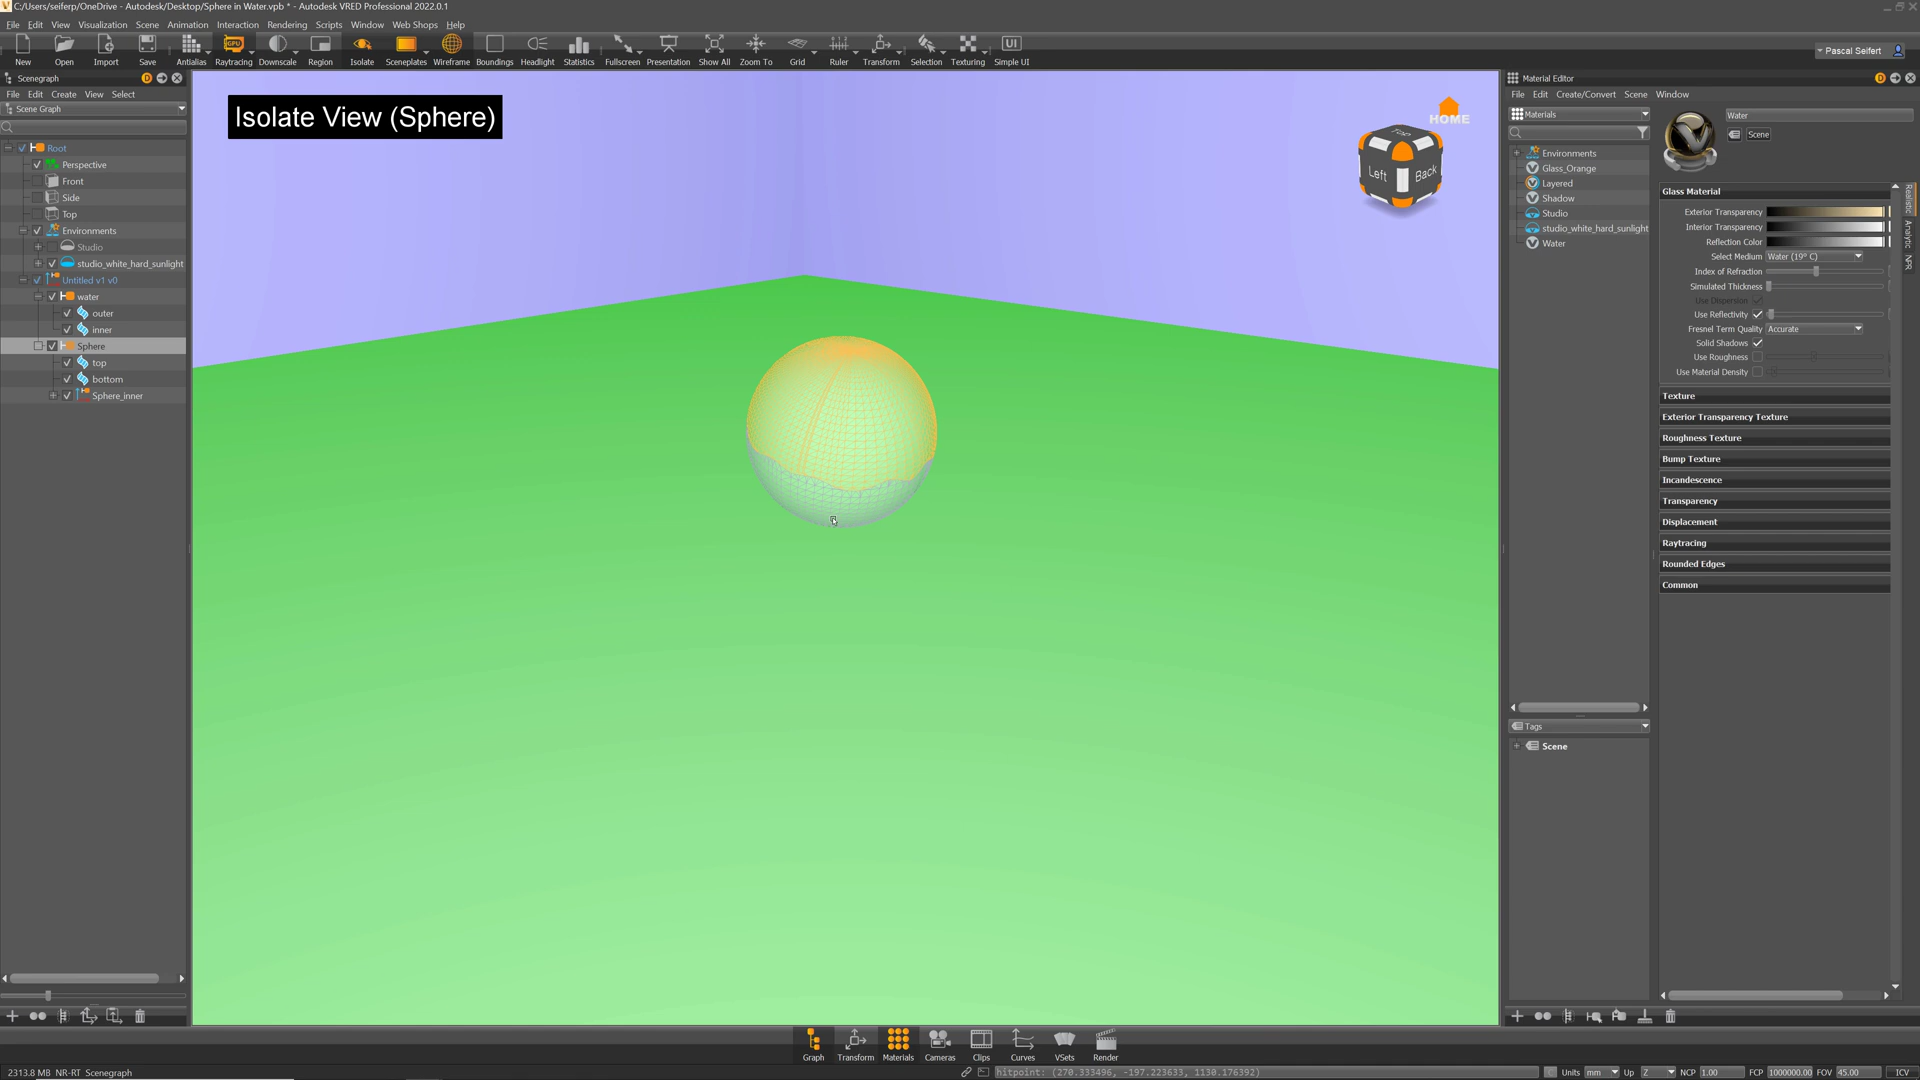 C:/Users/seiferp/OneDrive - Autodesk/Desktop/Sphere in Water.vpb * - Autodesk VRED Professional 2022.0.1
File Edit View Visualization Scene Animation Interaction Rendering Scripts Window Web Shops Help
New Open Import Save Antialias Raytracing Downscale Region Isolate Sceneplates Wireframe Boundings Headlight Statistics Fullscreen Presentation Show All Zoom To Grid Ruler Transform Selection Texturing Simple UI
GPU
UI
Pascal Seifert
Scenegraph
File Edit Create View Select
Scene Graph
Root
Perspective
Front
Side
Top
Environments
Studio
studio_white_hard_sunlight
Untitled v1 v0
water
outer
inner
Sphere
top
bottom
Sphere_inner
Isolate View (Sphere)
HOME
Top
Left
Back
Material Editor
File Edit Create/Convert Scene Window
Materials
Environments
Glass_Orange
Layered
Shadow
Studio
studio_white_hard_sunlight
Water
Tags
Scene
Water
Scene
Glass Material
Exterior Transparency
Interior Transparency
Reflection Color
Select Medium Water (19° C)
Index of Refraction
Simulated Thickness
Use Dispersion
Use Reflectivity
Fresnel Term Quality Accurate
Solid Shadows
Use Roughness
Use Material Density
Texture
Exterior Transparency Texture
Roughness Texture
Bump Texture
Incandescence
Transparency
Displacement
Raytracing
Rounded Edges
Common
Realistic
Analytic
NPR
Graph Transform Materials Cameras Clips Curves VSets Render
2313.8 MB NR-RT Scenegraph
hitpoint: (270.333496, -197.223633, 1130.176392)
Units mm Up Z NCP 1.00 FCP 1000000.00 FOV 45.00 ICV